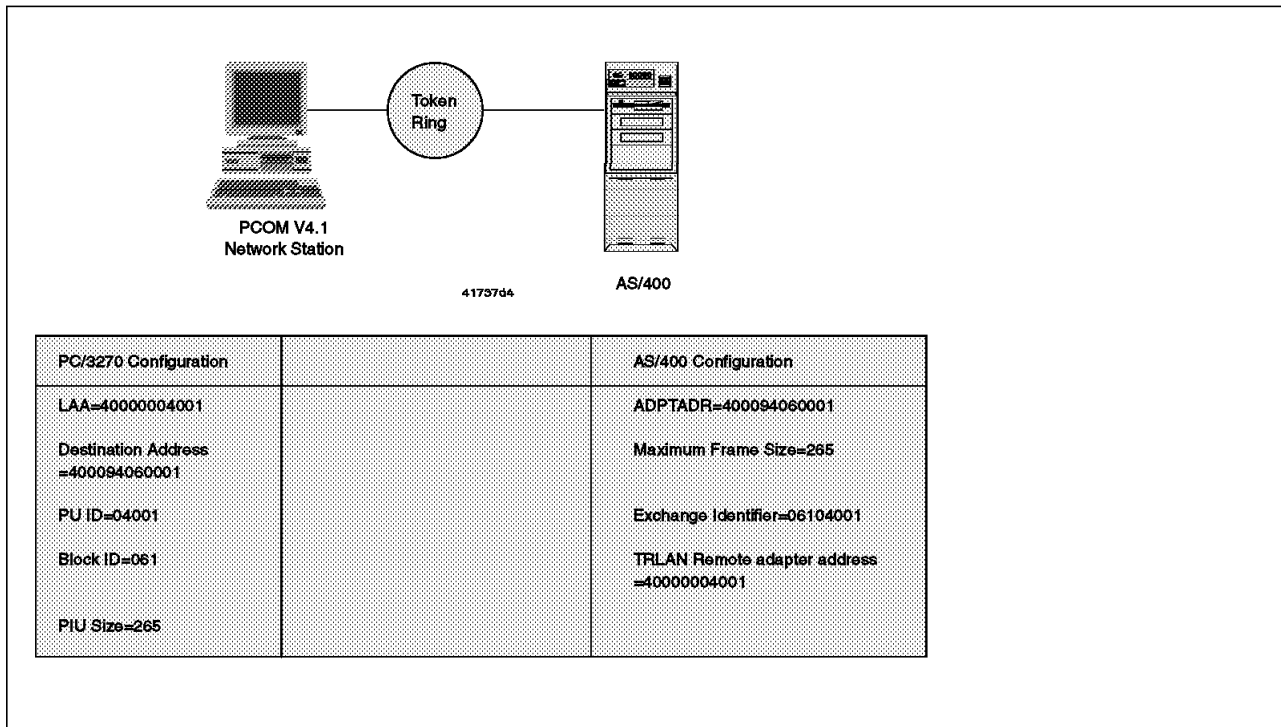 Token
Ring
PCOM V4.1
Network Station
AS/400
41737d4
PC/3270 Configuration
AS/400 Configuration
LAA=40000004001
ADPTADR=400094060001
Destination Address
=400094060001
Maximum Frame Size=265
PU ID=04001
Exchange Identifier=06104001
Block ID=061
TRLAN Remote adapter address
=40000004001
PIU Size=265